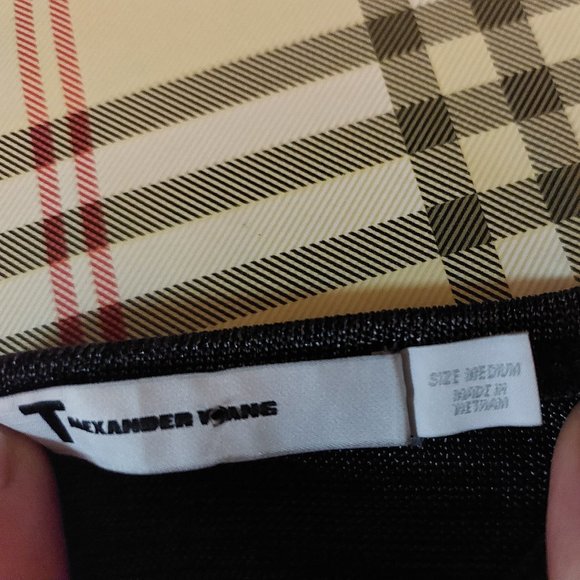 T ALEXANDER WANG
SIZE MEDIUM
MADE IN
VIETNAM